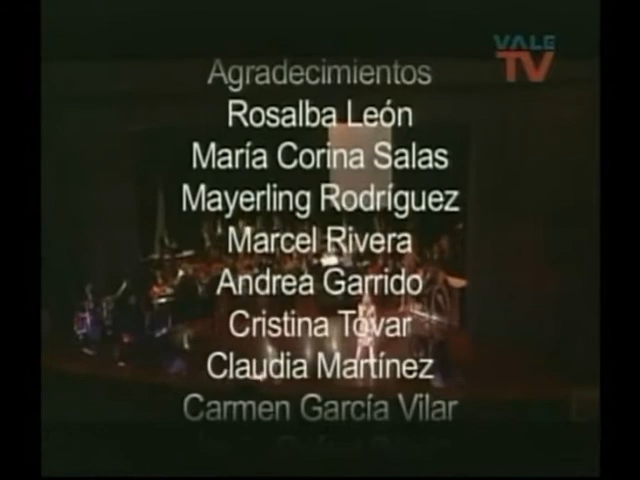 VALE
TV
Agradecimientos
Rosalba León
María Corina Salas
Mayerling Rodríguez
Marcel Rivera
Andrea Garrido
Cristina Tovar
Claudia Martínez
Carmen García Vilar